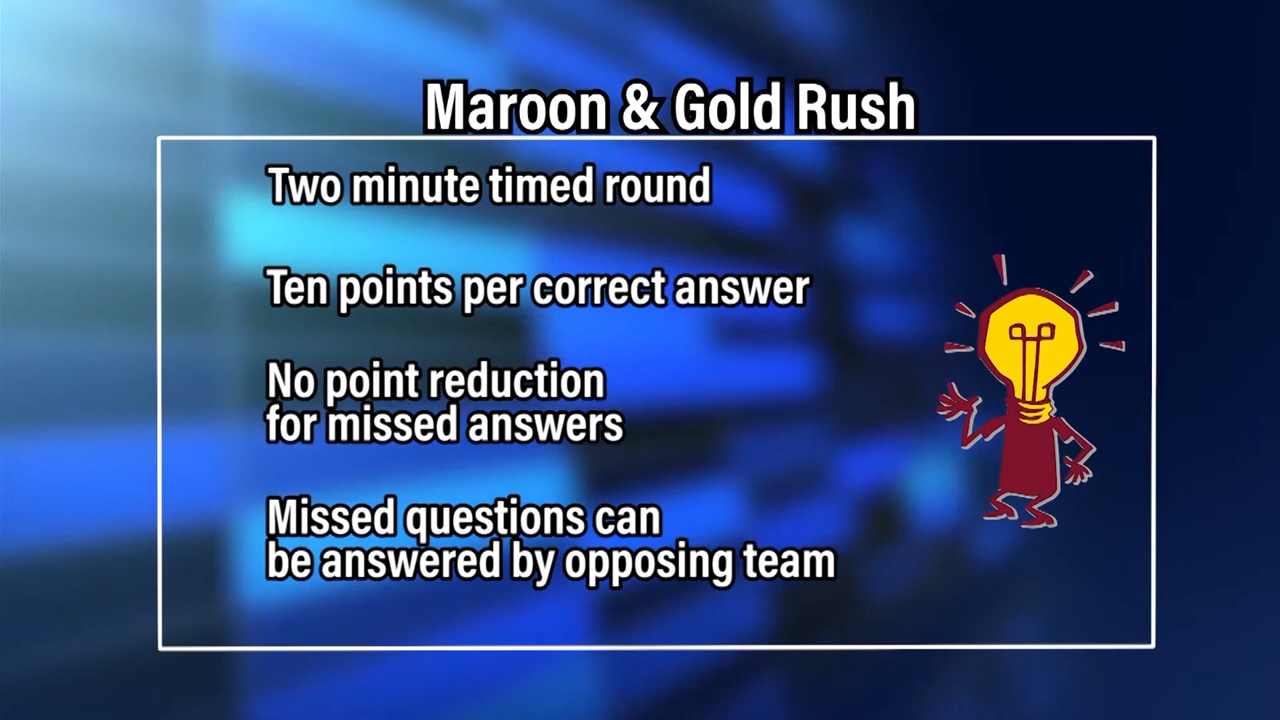 Maroon & Gold Rush
Two minute timed round
Ten points per correct answer
No point reduction
for missed answers
Missed questions can
be answered by opposing team